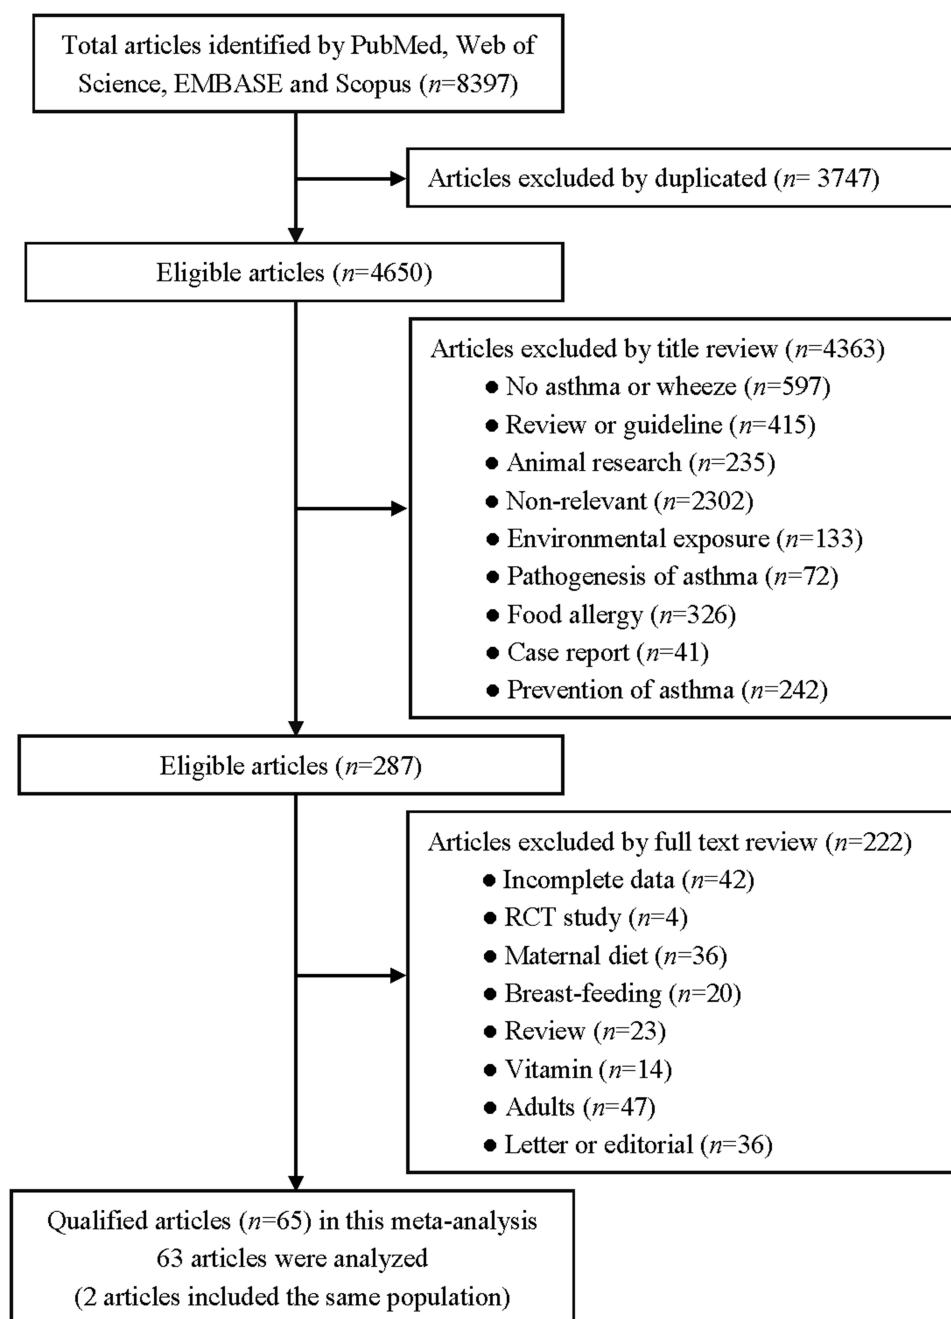 Total articles identified by PubMed, Web of
Science, EMBASE and Scopus (n=8397)
Articles excluded by duplicated (n= 3747)
Eligible articles (n=4650)
Articles excluded by title review (n=4363)
● No asthma or wheeze (n=597)
● Review or guideline (n=415)
● Animal research (n=235)
● Non-relevant (n=2302)
● Environmental exposure (n=133)
● Pathogenesis of asthma (n=72)
● Food allergy (n=326)
● Case report (n=41)
● Prevention of asthma (n=242)
Eligible articles (n=287)
Articles excluded by full text review (n=222)
● Incomplete data (n=42)
● RCT study (n=4)
● Maternal diet (n=36)
● Breast-feeding (n=20)
● Review (n=23)
● Vitamin (n=14)
● Adults (n=47)
● Letter or editorial (n=36)
Qualified articles (n=65) in this meta-analysis
63 articles were analyzed
(2 articles included the same population)